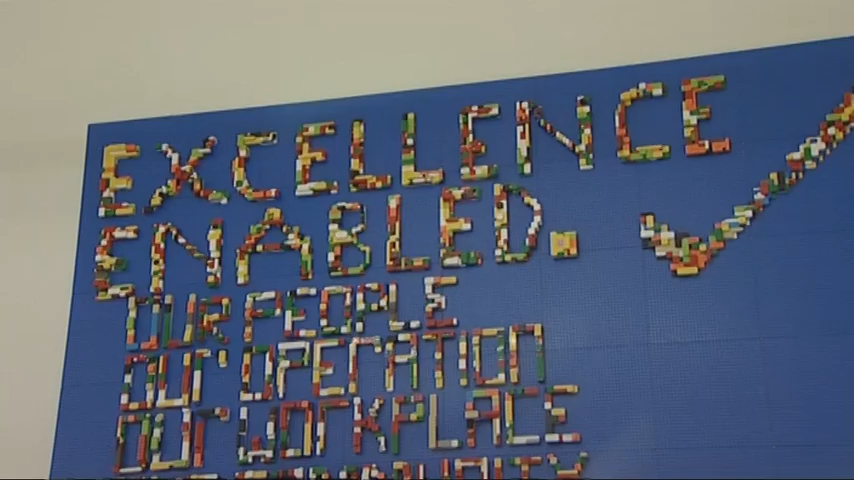 EXCELLENCE
ENABLED.
OUR PEOPLE
OUR OPERATION
OUR WORKPLACE